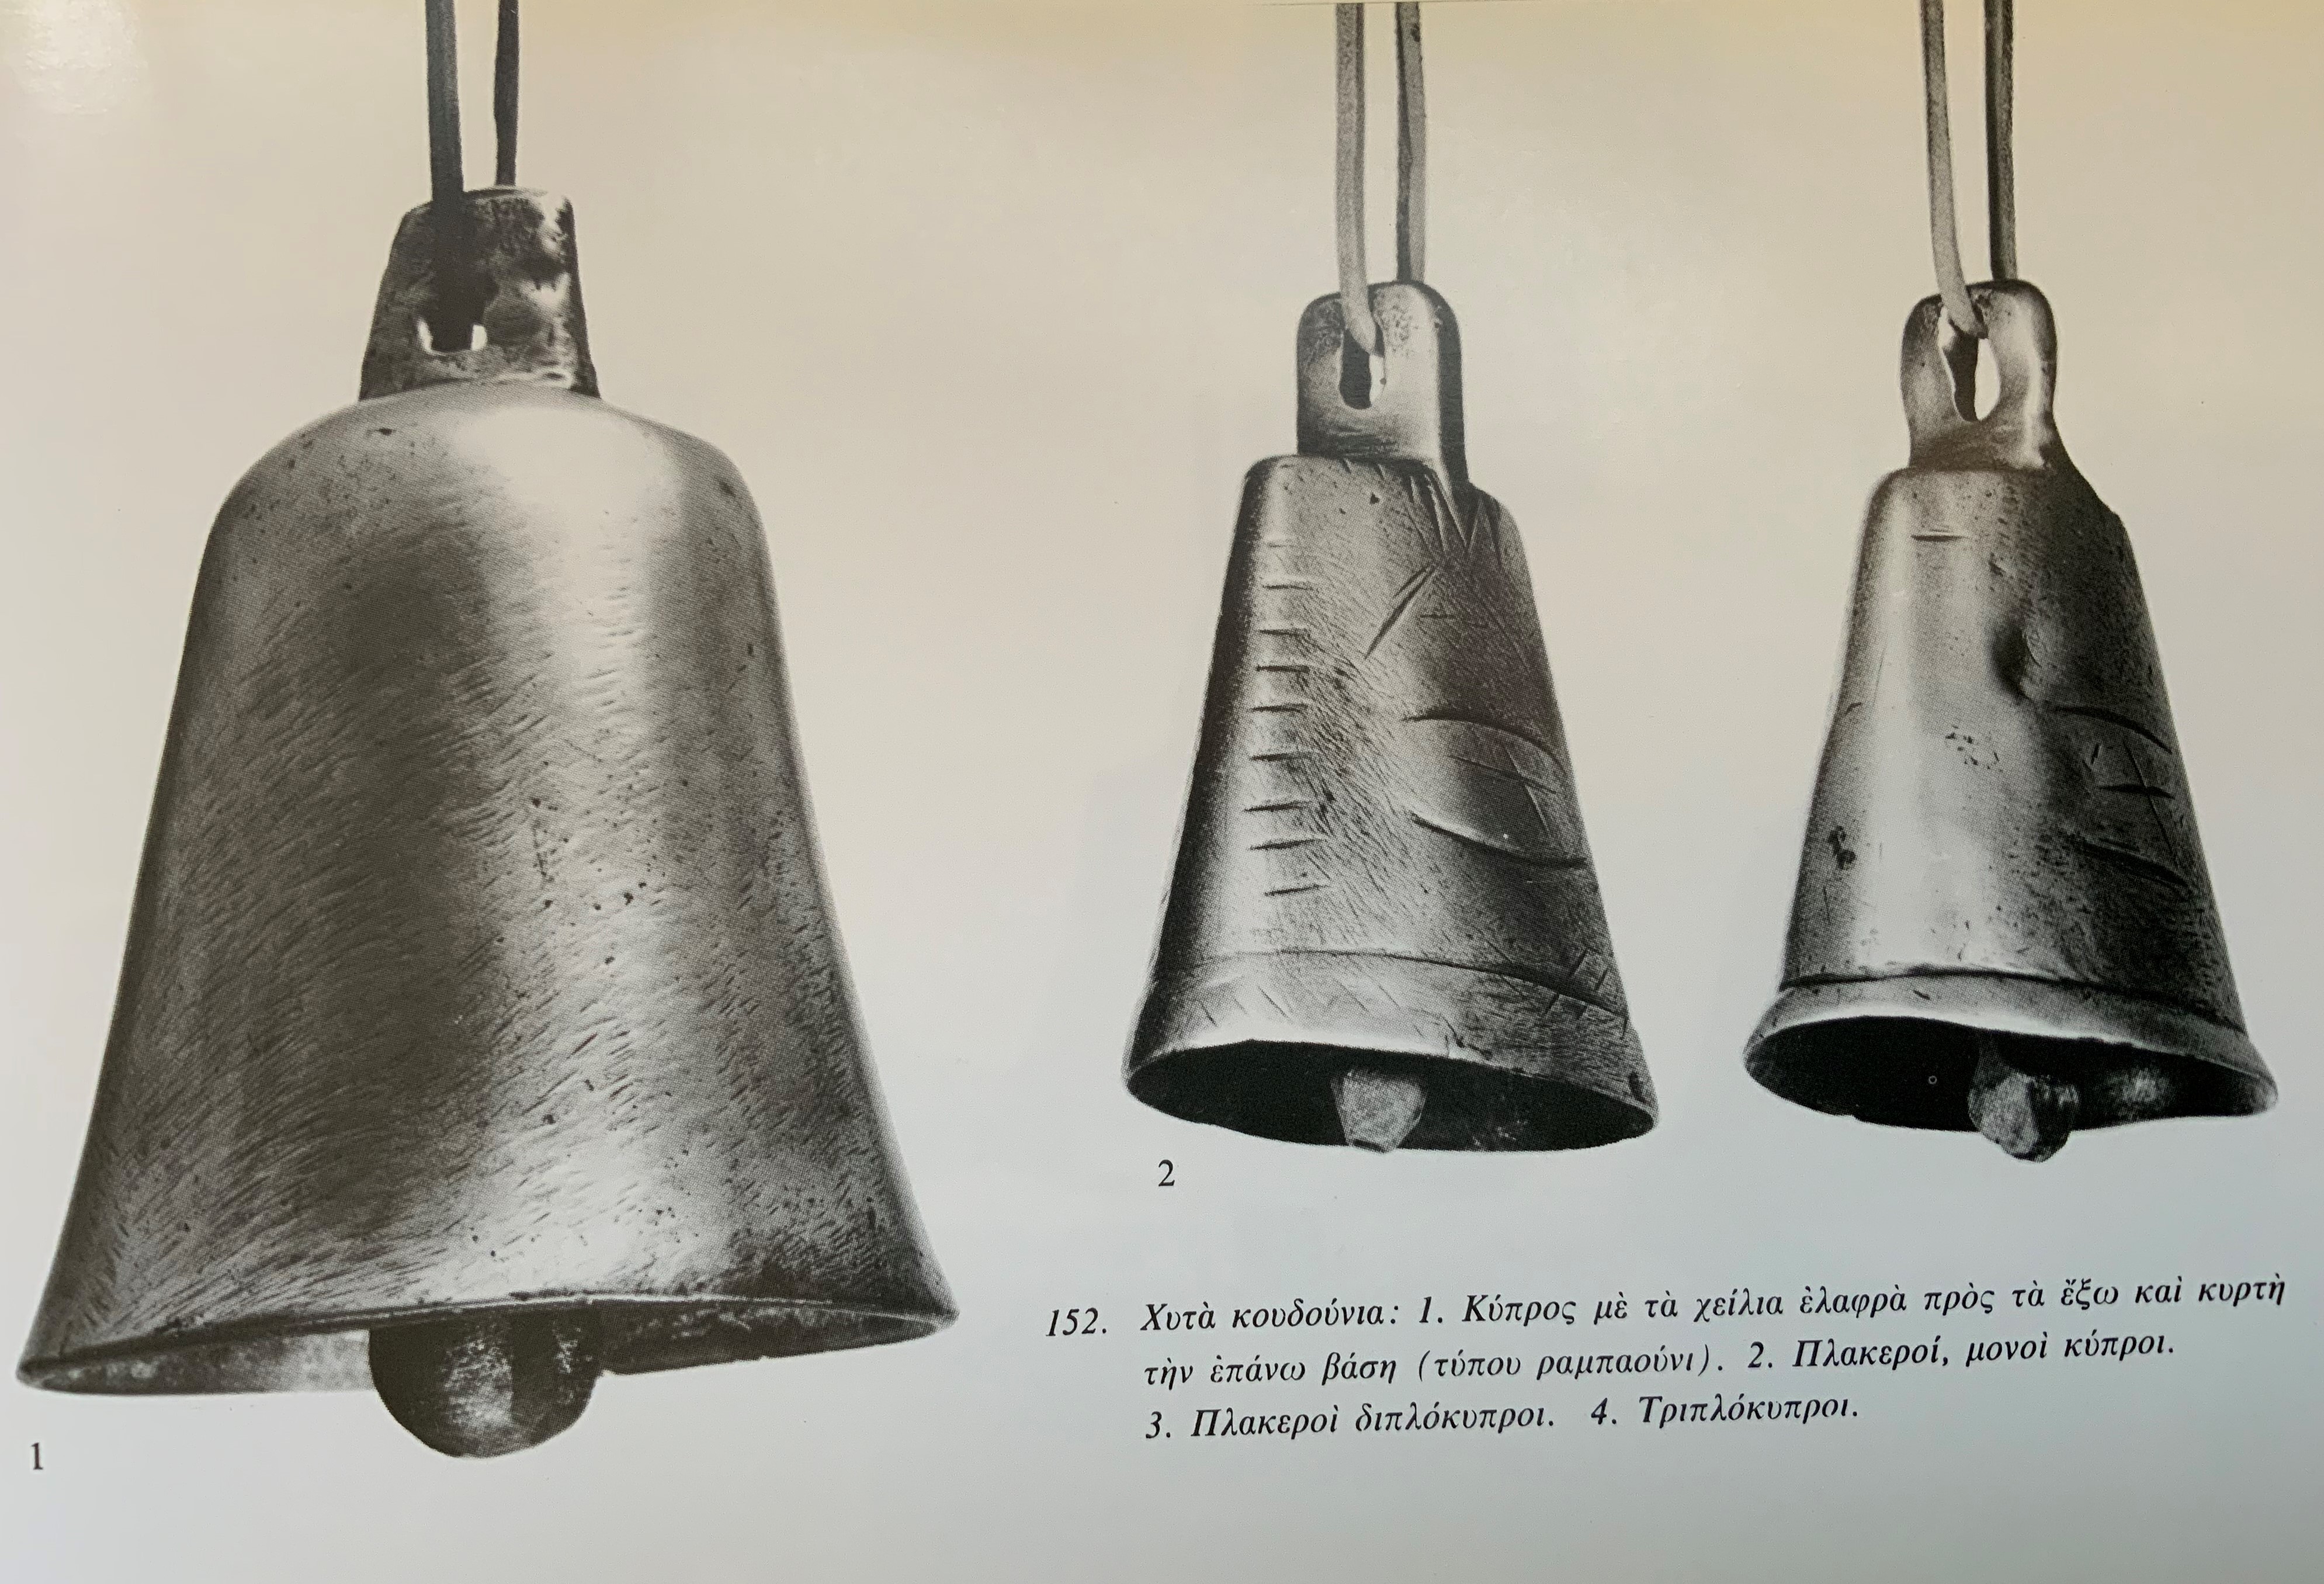 2
152. Χυτὰ κουδούνια: 1. Κύπρος μὲ τὰ χείλια ἐλαφρὰ πρὸς τὰ ἔξω καὶ κυρτὴ
τὴν ἐπάνω βάση (τύπου ραμπαούνι). 2. Πλακεροί, μονοὶ κύπροι.
3. Πλακεροὶ διπλόκυπροι. 4. Τριπλόκυπροι.
1